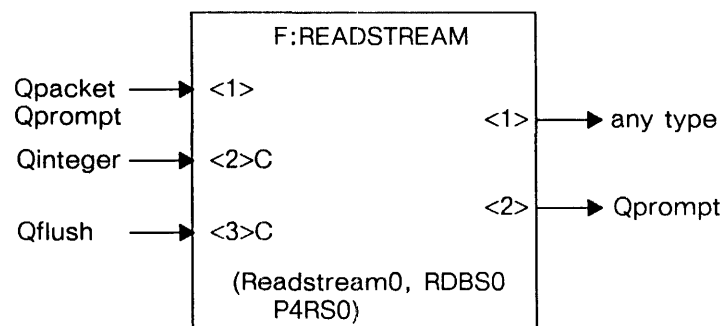 F:READSTREAM
Qpacket
Qprompt
<1>
<1>
any type
Qinteger
<2>C
<2>
Qprompt
Qflush
<3>C
(Readstream0, RDBS0
P4RS0)